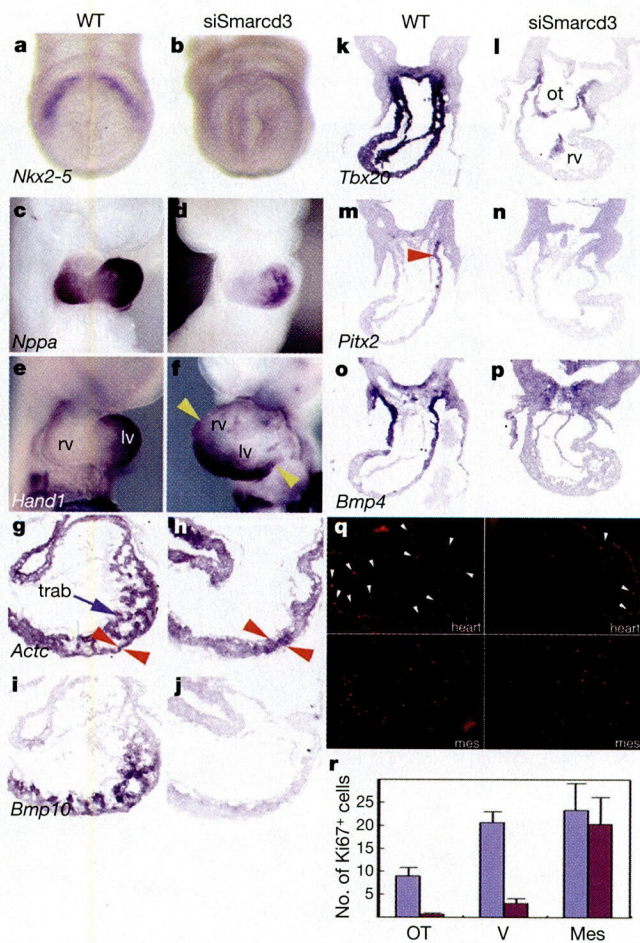 WT
siSmarcd3
WT
siSmarcd3
a
b
Nkx2-5
c
d
Nppa
e
f
rv
lv
rv
lv
Hand1
g
h
trab
Actc
i
j
Bmp10
k
l
ot
rv
Tbx20
m
n
Pitx2
o
p
Bmp4
q
heart
heart
mes
mes
r
No. of Ki67+ cells
25
20
15
10
5
OT
V
Mes